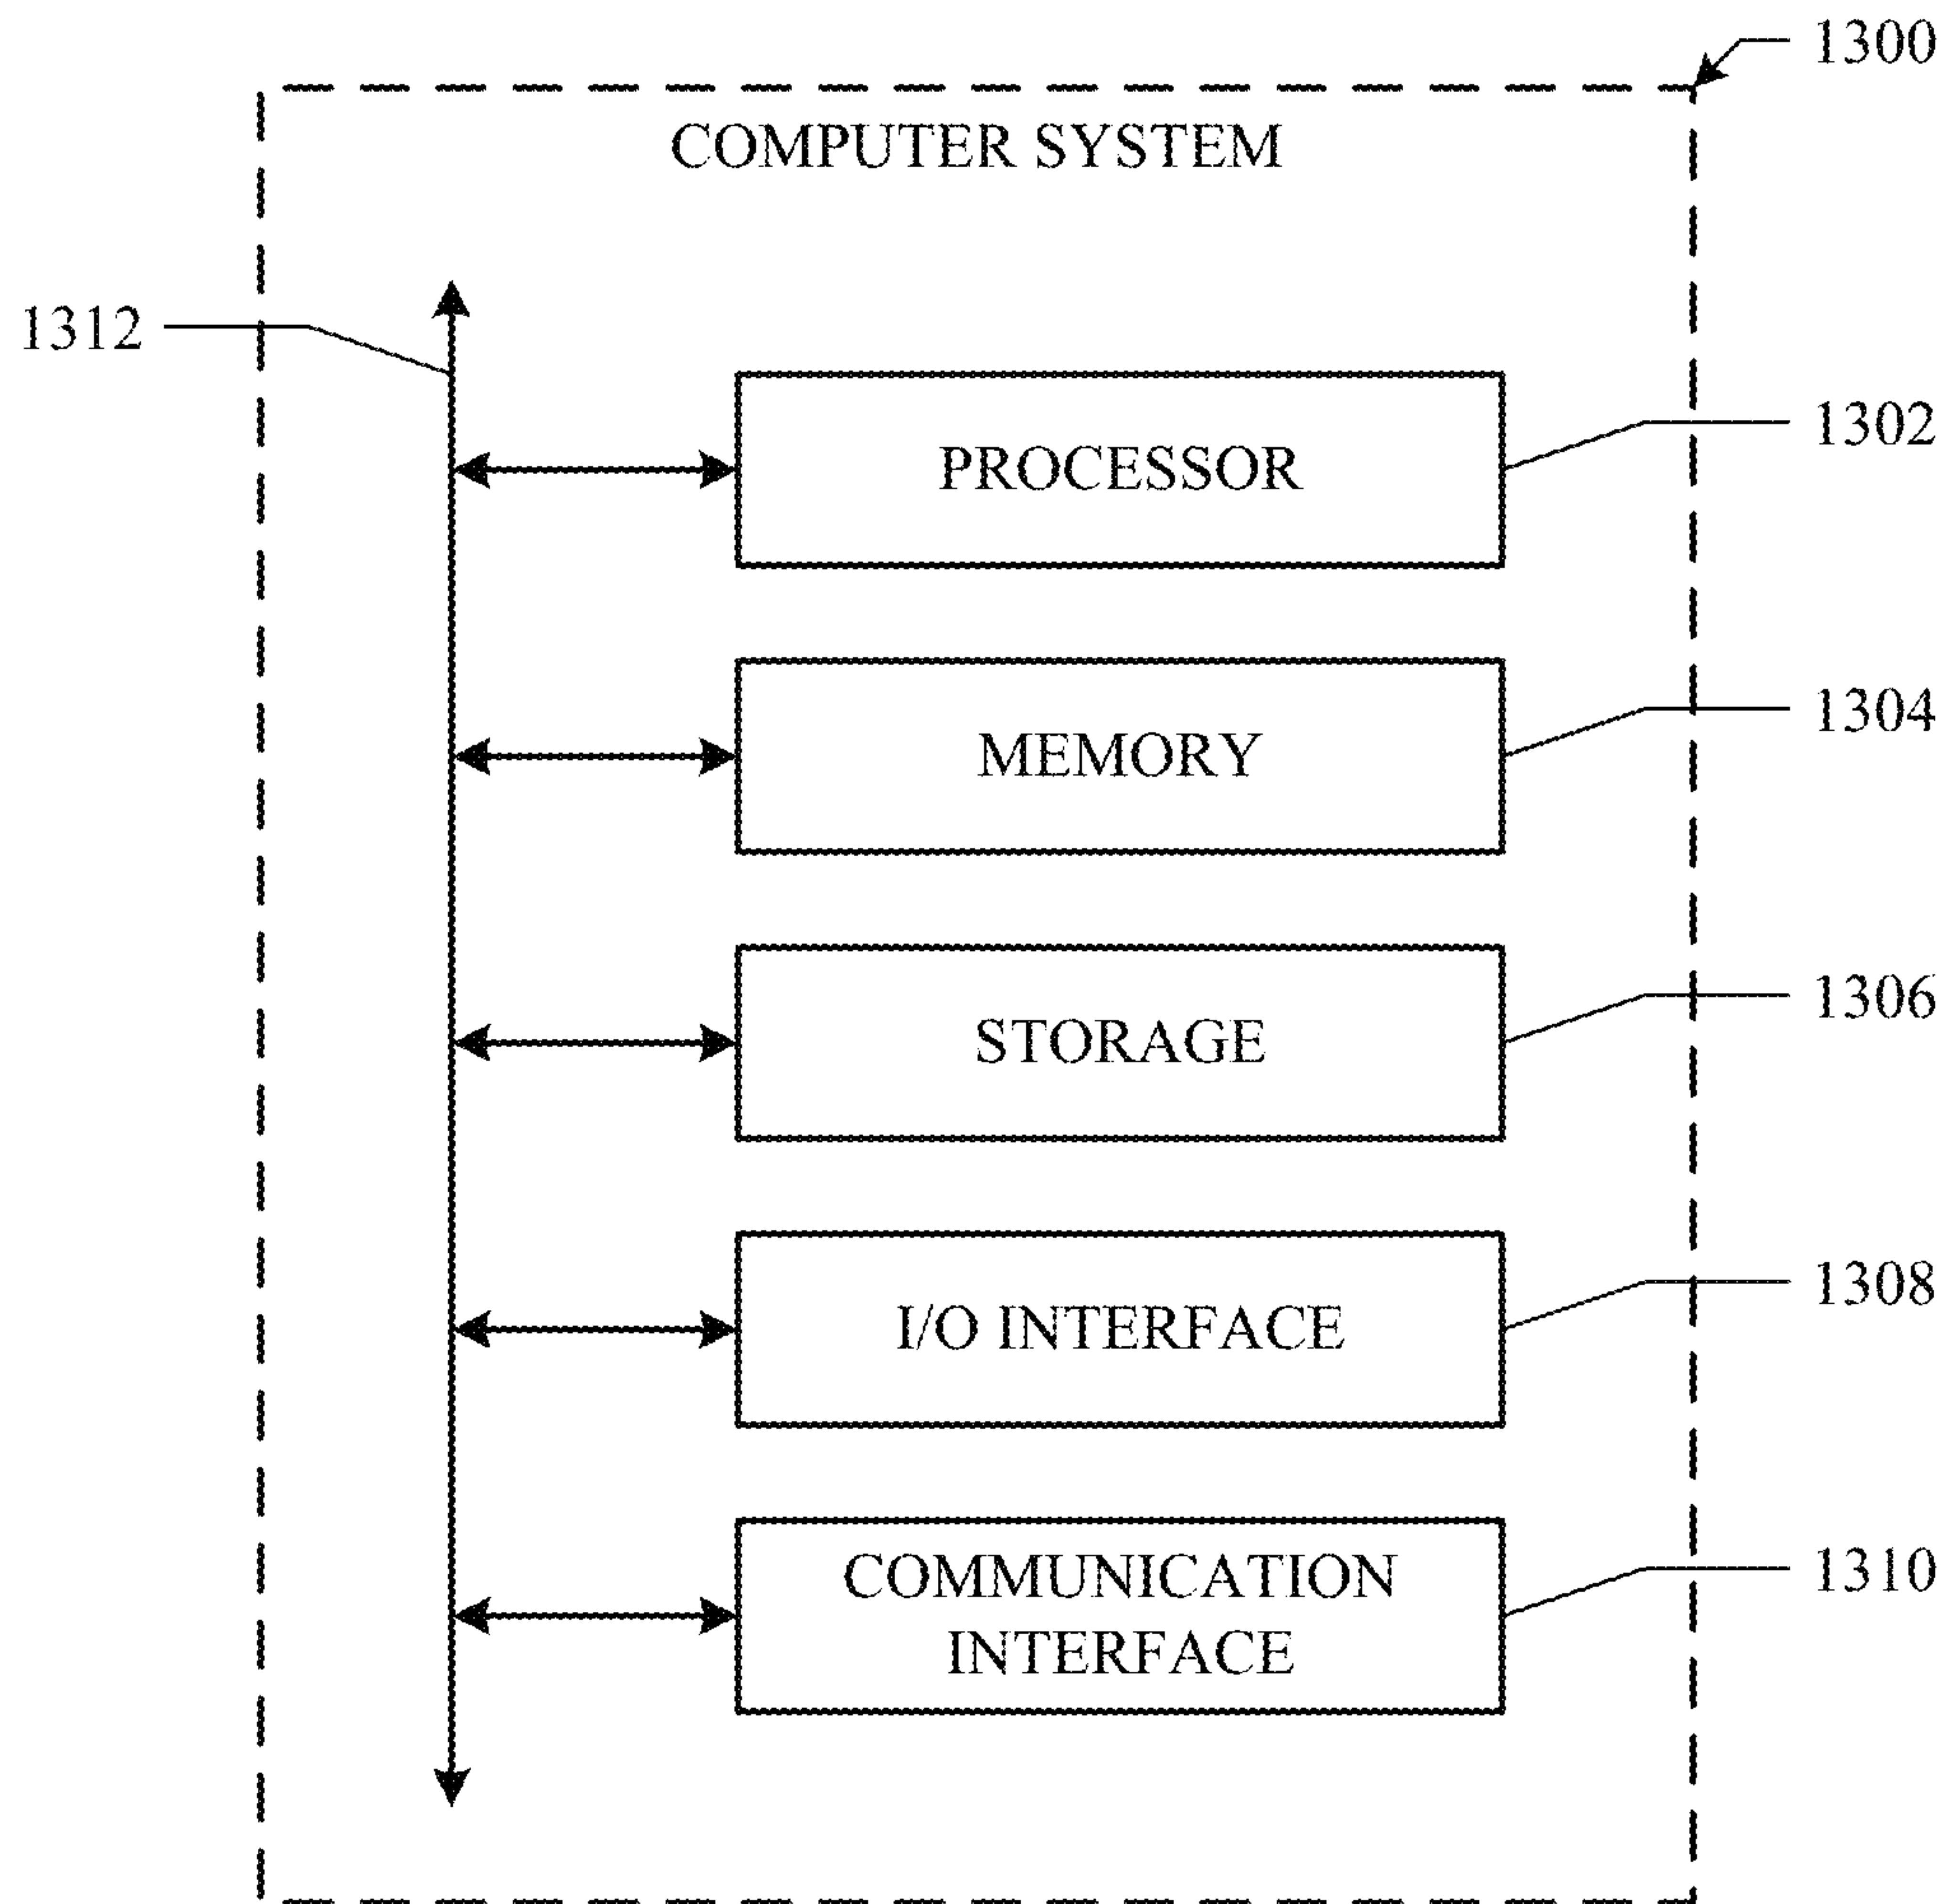 1300
COMPUTER SYSTEM
1312
1302
PROCESSOR
1304
MEMORY
1306
STORAGE
1308
I/O INTERFACE
1310
COMMUNICATION
INTERFACE